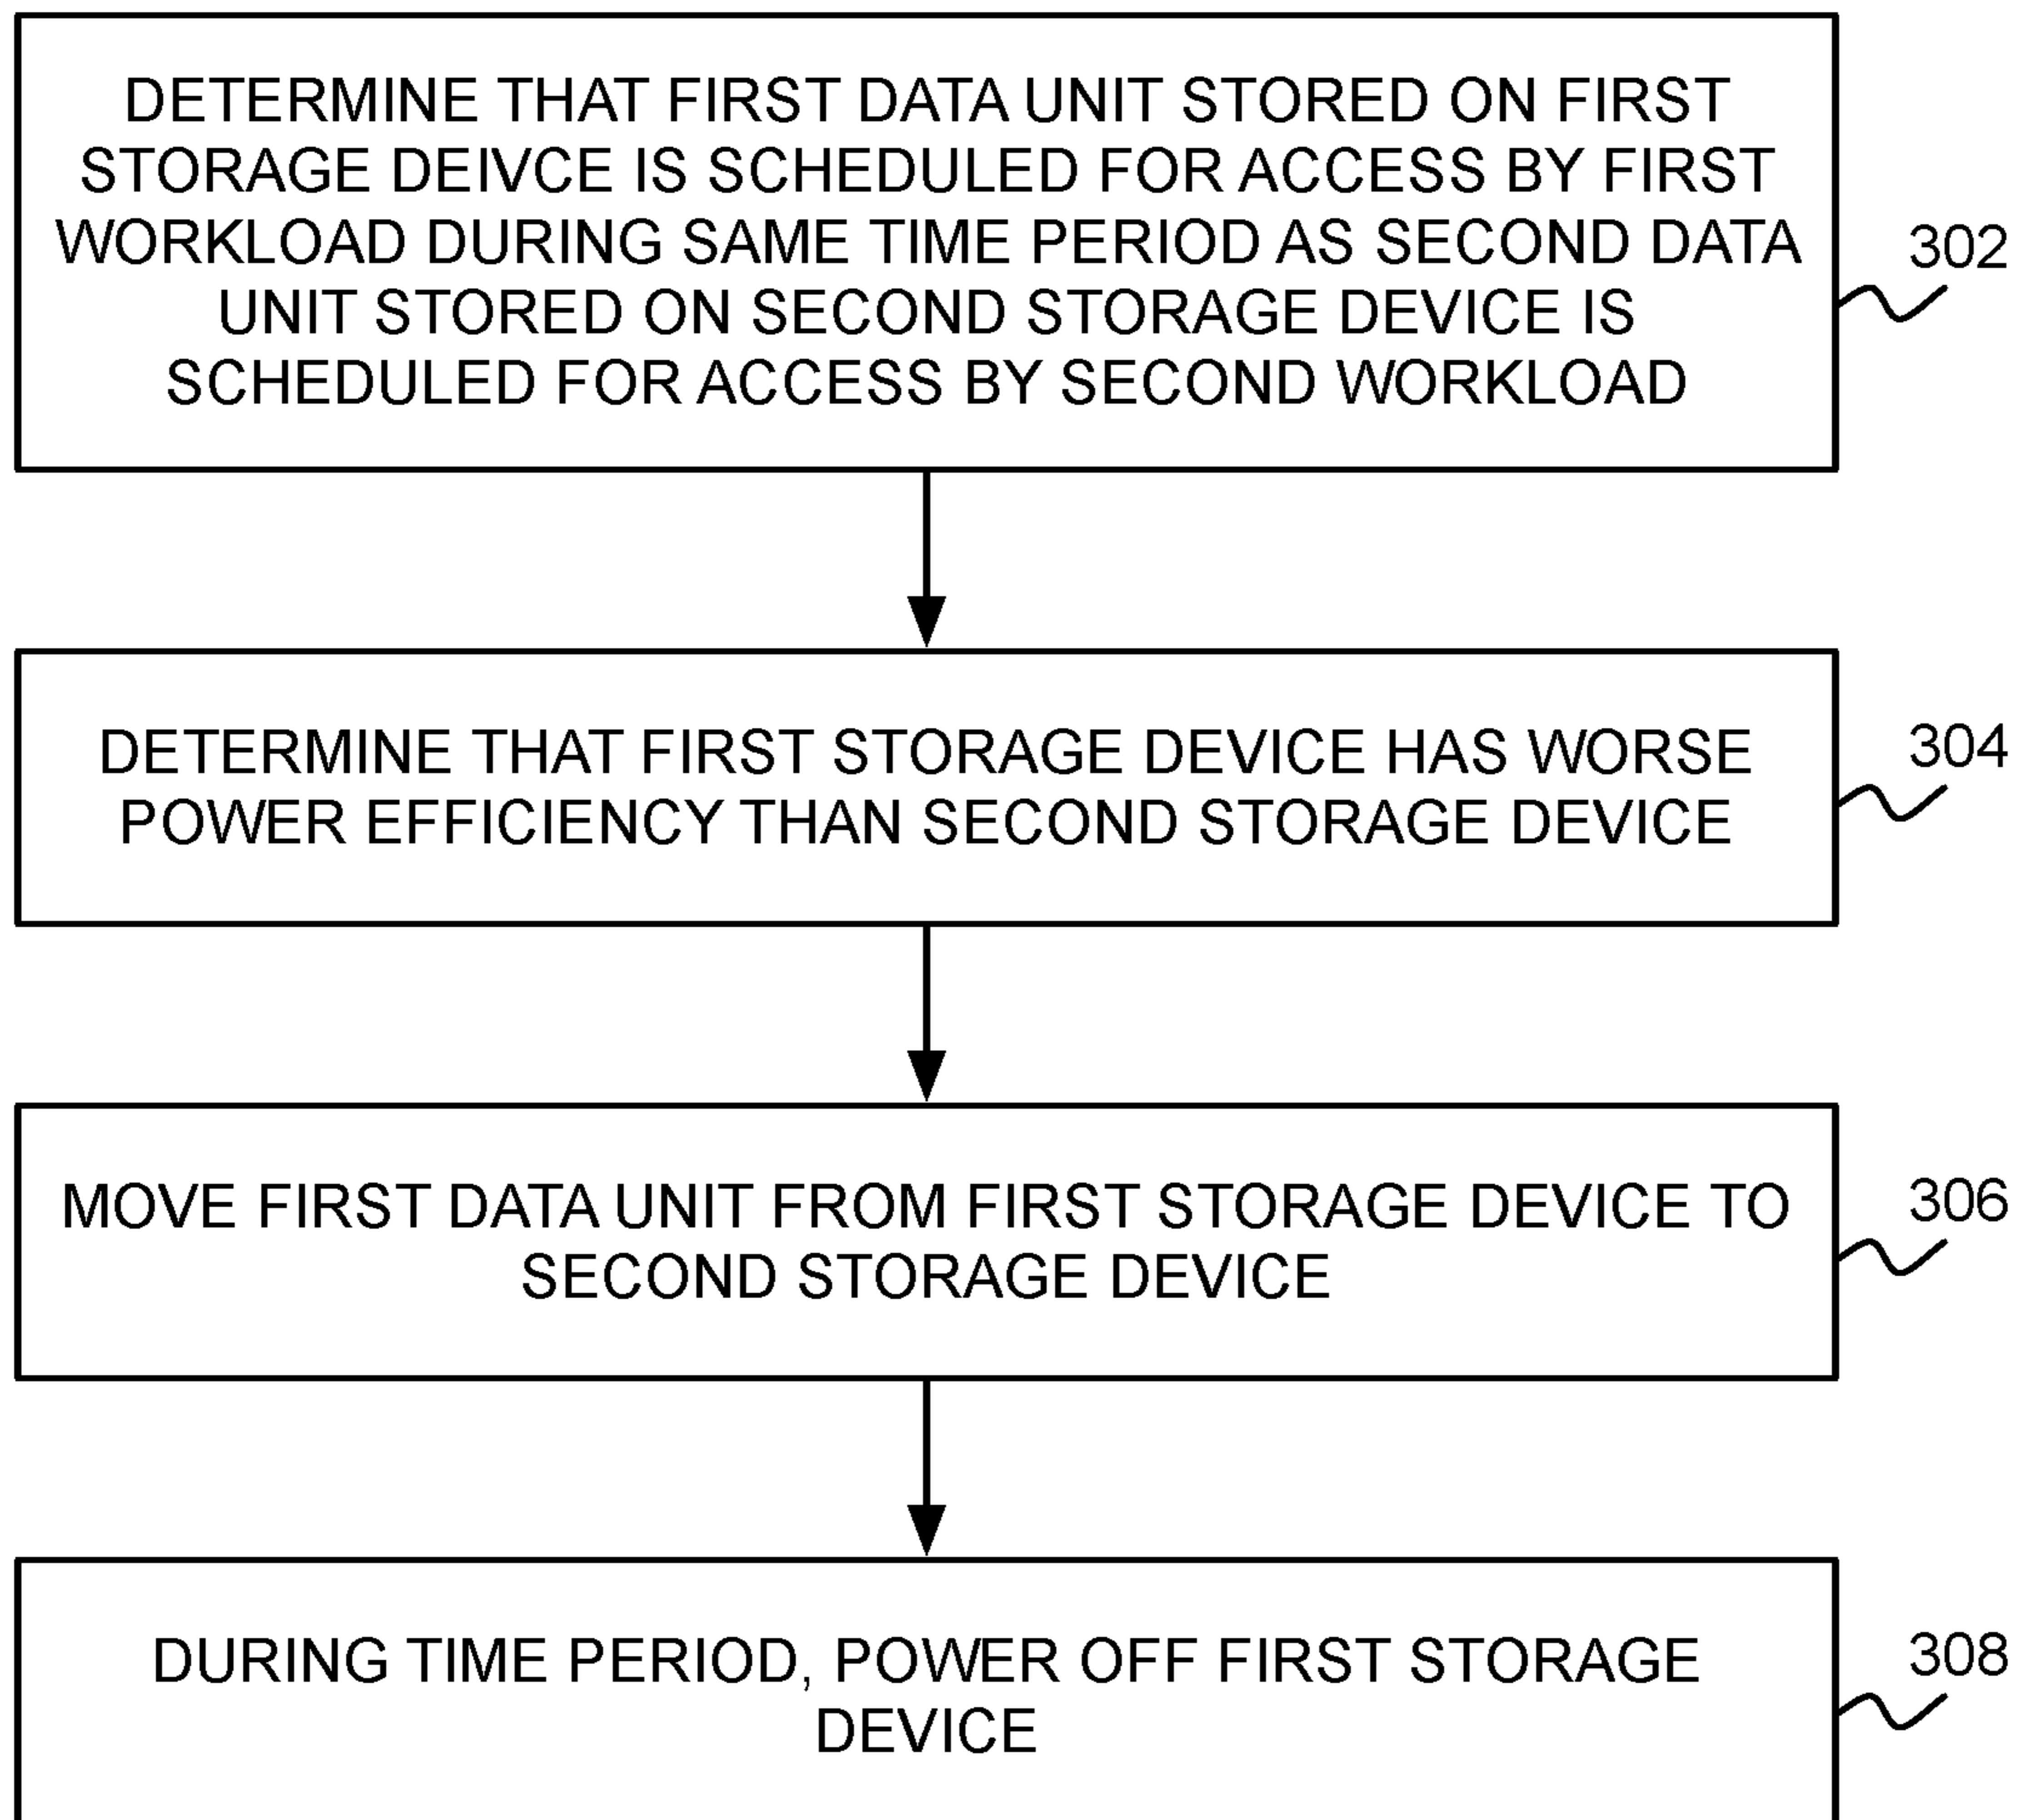 DETERMINE THAT FIRST DATA UNIT STORED ON FIRST
STORAGE DEIVCE IS SCHEDULED FOR ACCESS BY FIRST
WORKLOAD DURING SAME TIME PERIOD AS SECOND DATA
UNIT STORED ON SECOND STORAGE DEVICE IS
SCHEDULED FOR ACCESS BY SECOND WORKLOAD
302
DETERMINE THAT FIRST STORAGE DEVICE HAS WORSE
POWER EFFICIENCY THAN SECOND STORAGE DEVICE
304
MOVE FIRST DATA UNIT FROM FIRST STORAGE DEVICE TO
SECOND STORAGE DEVICE
306
DURING TIME PERIOD, POWER OFF FIRST STORAGE
DEVICE
308